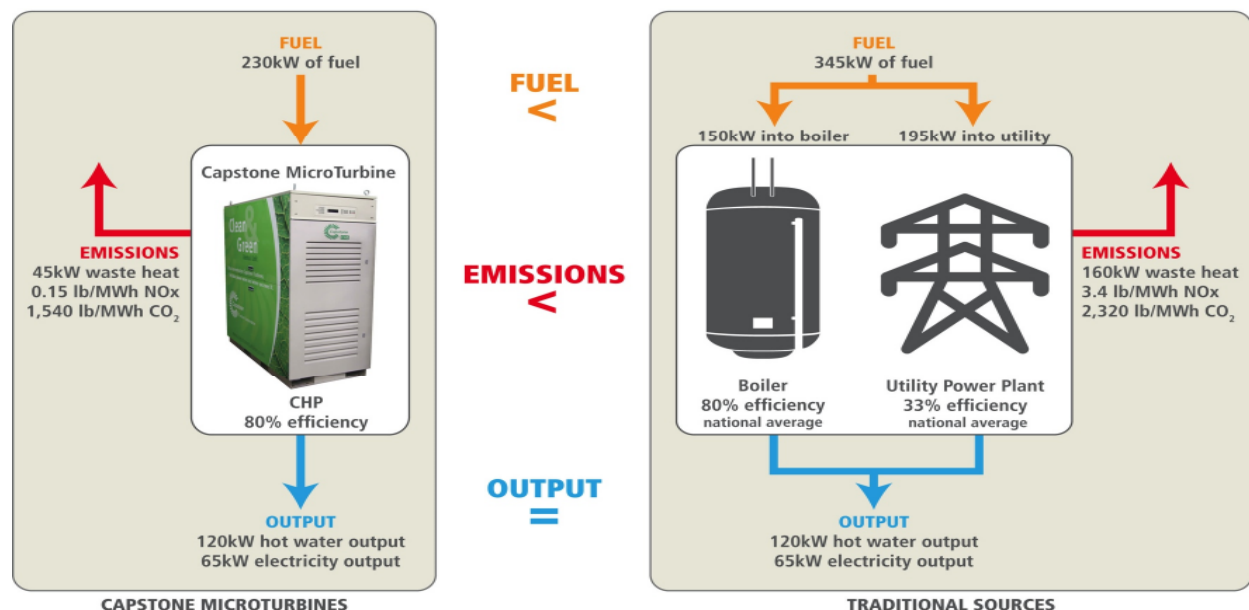 FUEL
230kW of fuel
Capstone MicroTurbine
Clean &
Green
EMISSIONS
45kW waste heat
0.15 lb/MWh NOx
1,540 lb/MWh CO₂
CHP
80% efficiency
OUTPUT
120kW hot water output
65kW electricity output
CAPSTONE MICROTURBINES
FUEL
<
EMISSIONS
<
OUTPUT
=
FUEL
345kW of fuel
150kW into boiler
195kW into utility
Boiler
80% efficiency
national average
Utility Power Plant
33% efficiency
national average
EMISSIONS
160kW waste heat
3.4 lb/MWh NOx
2,320 lb/MWh CO₂
OUTPUT
120kW hot water output
65kW electricity output
TRADITIONAL SOURCES